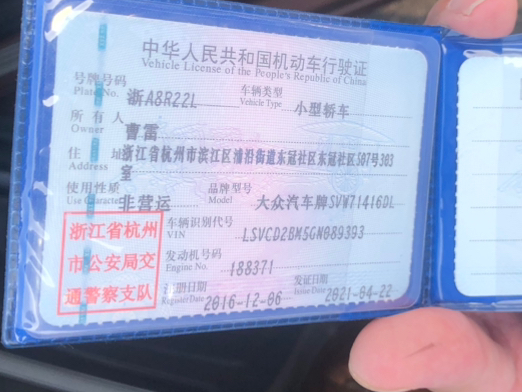 中华人民共和国机动车行驶证
Vehicle License of the People's Republic of China
号牌号码 浙A8R22L 车辆类型 小型轿车
Plate No. Vehicle Type
所有人 曹雷
Owner
住址 浙江省杭州市滨江区浦沿街道东冠社区东冠社区507号303
Address 室
使用性质 非营运 品牌型号 大众汽车牌SVW71416DL
Use Character Model
浙江省杭州
市公安局交
通警察支队
车辆识别代号 LSVCD2BM5GN089393
VIN
发动机号码 188371
Engine No.
注册日期 2016-12-06 发证日期 2021-04-22
Register Date Issue Date